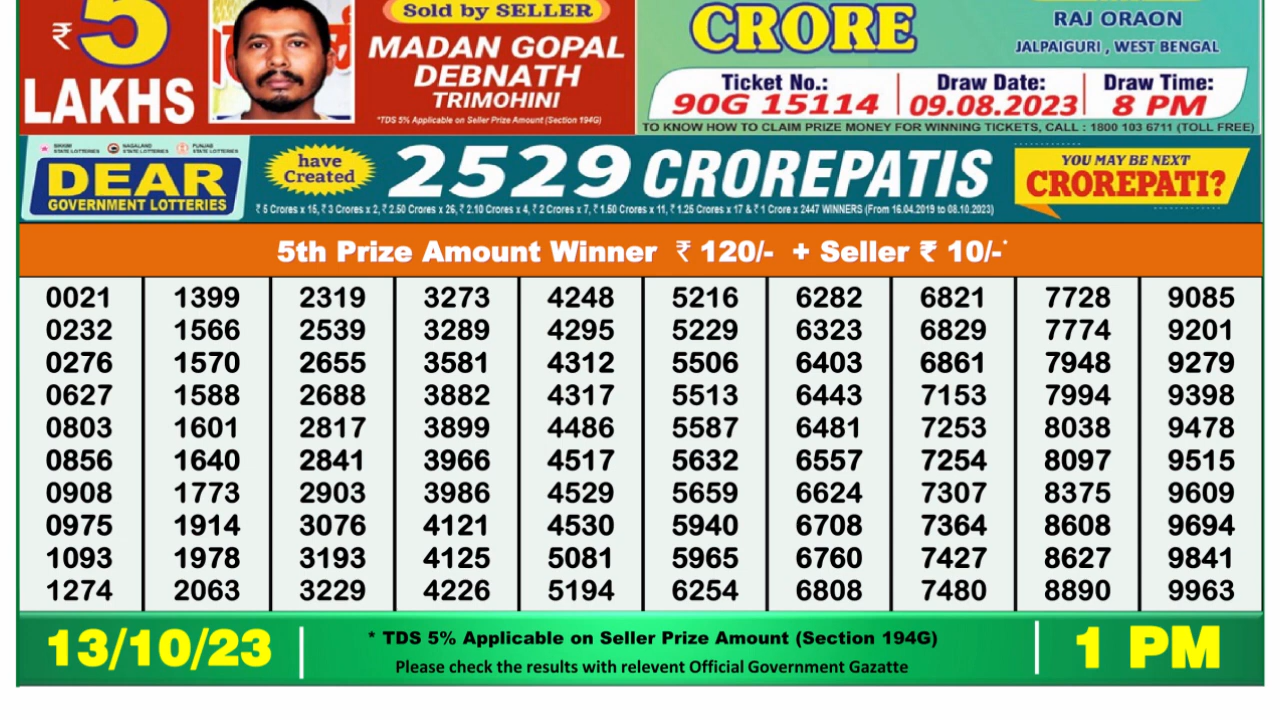 ₹ 5
LAKHS
Sold by SELLER
MADAN GOPAL
DEBNATH
TRIMOHINI
*TDS 5% Applicable on Seller Prize Amount (Section 194G)
CRORE
RAJ ORAON
JALPAIGURI , WEST BENGAL
Ticket No.: Draw Date: Draw Time:
90G 15114 09.08.2023 8 PM
TO KNOW HOW TO CLAIM PRIZE MONEY FOR WINNING TICKETS, CALL : 1800 103 6711 (TOLL FREE)
SIKKIM STATE LOTTERIES NAGALAND STATE LOTTERIES PUNJAB STATE LOTTERIES
DEAR
GOVERNMENT LOTTERIES
have
Created
2529 CROREPATIS
₹ 5 Crores x 15, ₹ 3 Crores x 2, ₹ 2.50 Crores x 26, ₹ 2.10 Crores x 4, ₹ 2 Crores x 7, ₹ 1.50 Crores x 11, ₹ 1.25 Crores x 17 & ₹ 1 Crore x 2447 WINNERS (From 16.04.2019 to 08.10.2023)
YOU MAY BE NEXT
CROREPATI?
5th Prize Amount Winner ₹ 120/- + Seller ₹ 10/-*
0021 1399 2319 3273 4248 5216 6282 6821 7728 9085
0232 1566 2539 3289 4295 5229 6323 6829 7774 9201
0276 1570 2655 3581 4312 5506 6403 6861 7948 9279
0627 1588 2688 3882 4317 5513 6443 7153 7994 9398
0803 1601 2817 3899 4486 5587 6481 7253 8038 9478
0856 1640 2841 3966 4517 5632 6557 7254 8097 9515
0908 1773 2903 3986 4529 5659 6624 7307 8375 9609
0975 1914 3076 4121 4530 5940 6708 7364 8608 9694
1093 1978 3193 4125 5081 5965 6760 7427 8627 9841
1274 2063 3229 4226 5194 6254 6808 7480 8890 9963
13/10/23
* TDS 5% Applicable on Seller Prize Amount (Section 194G)
Please check the results with relevent Official Government Gazatte
1 PM